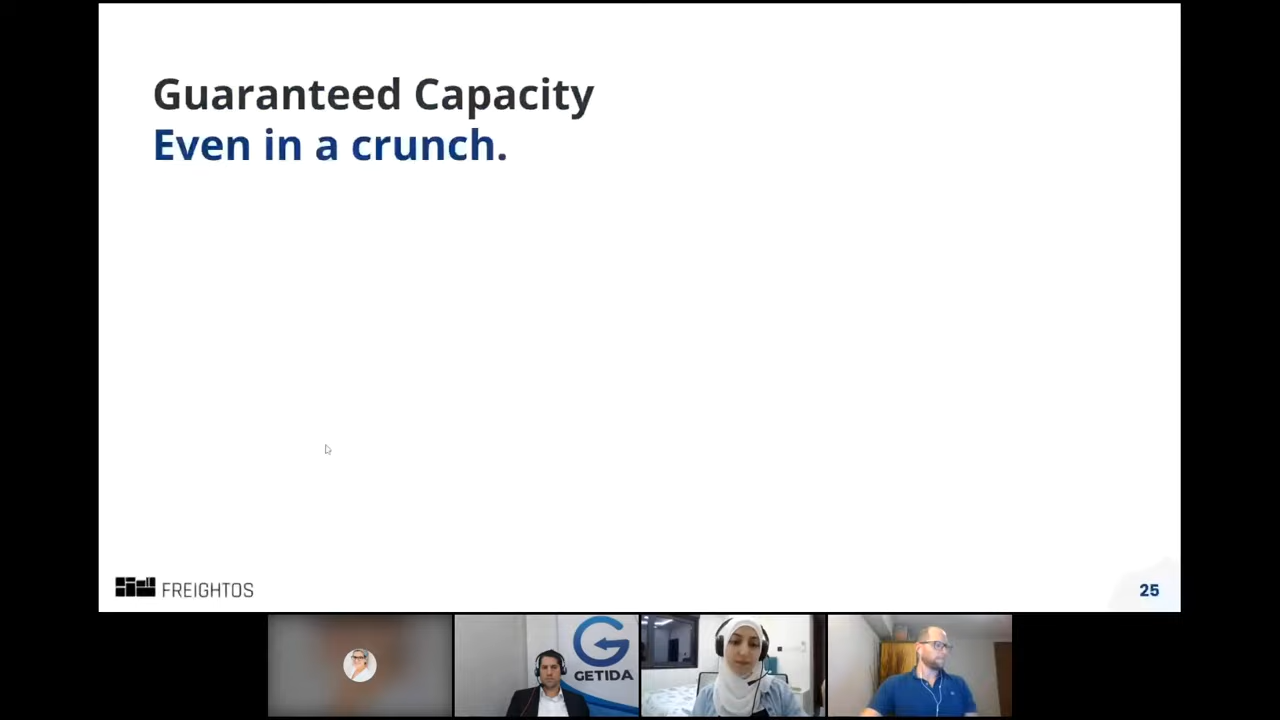 Guaranteed Capacity
Even in a crunch.
FREIGHTOS
25
GETIDA